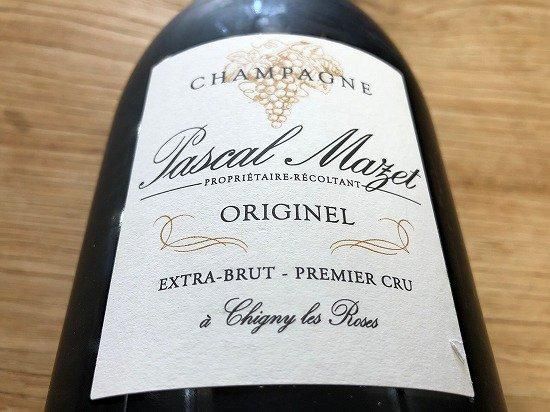 CHAMPAGNE
Pascal Mazet
PROPRIÉTAIRE-RÉCOLTANT
ORIGINEL
EXTRA-BRUT - PREMIER CRU
à Chigny les Roses